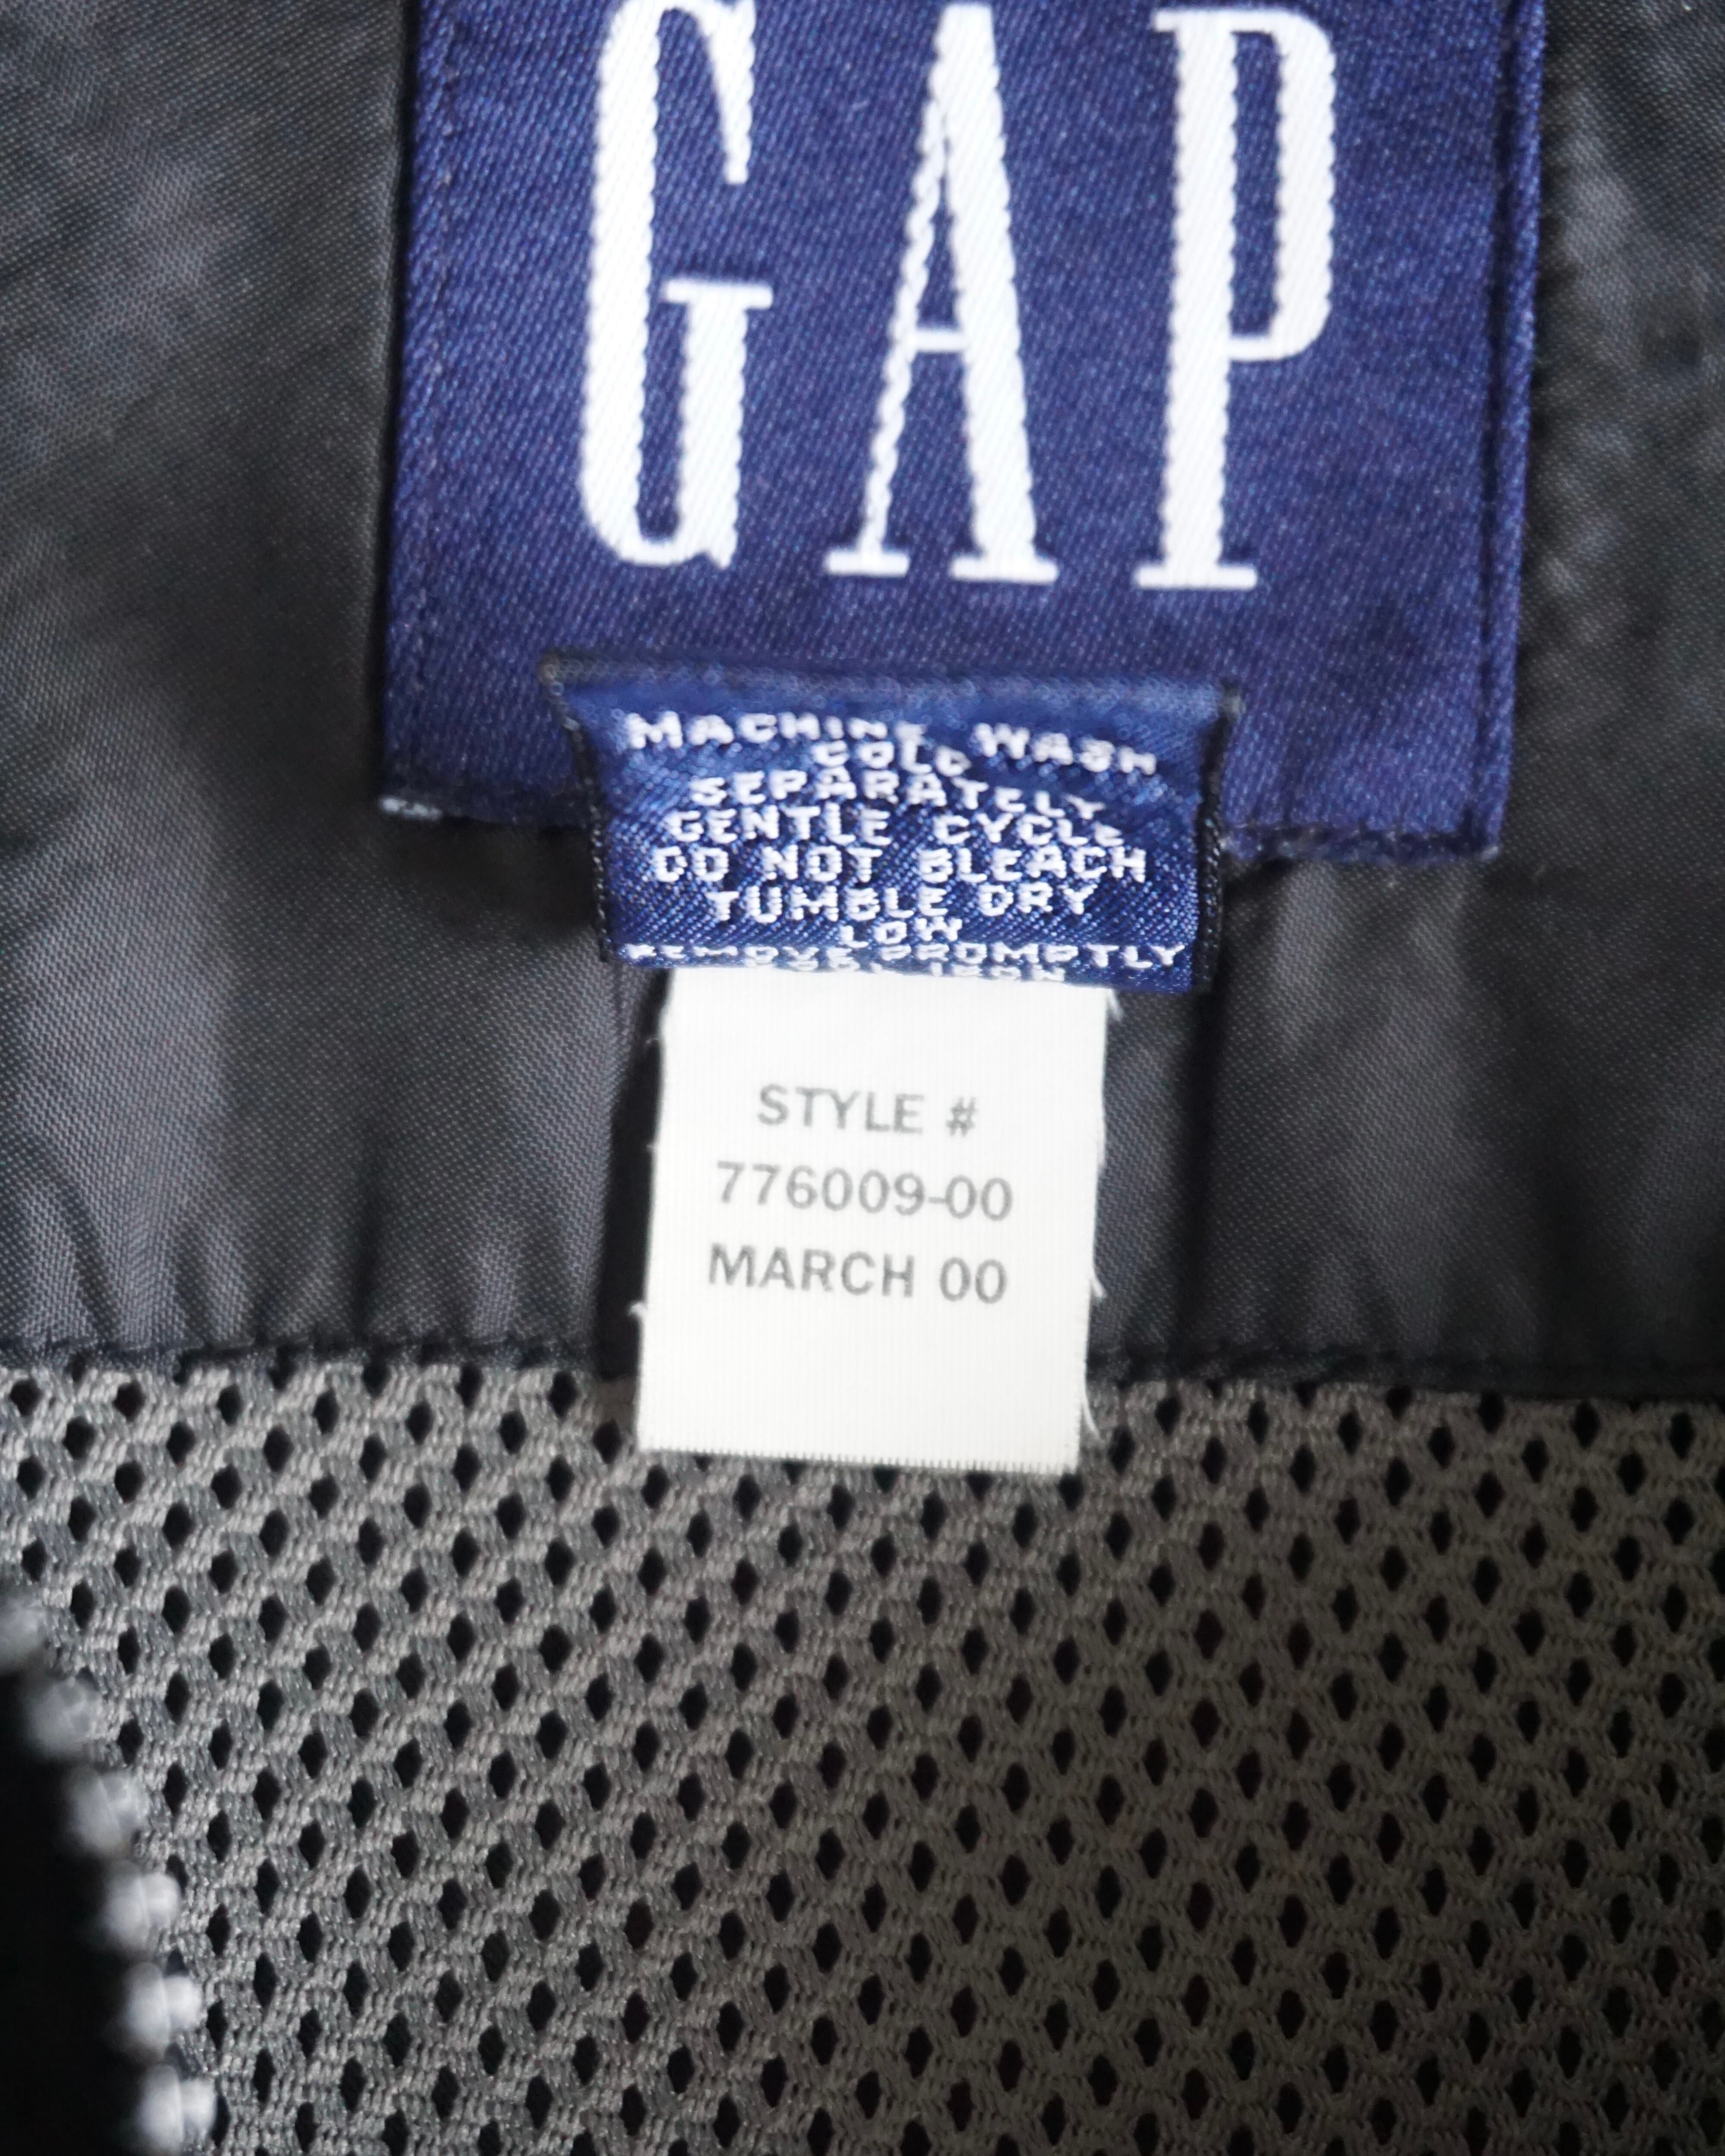 GAP
MACHINE WASH
COLD
SEPARATELY
GENTLE CYCLE
DO NOT BLEACH
TUMBLE DRY
LOW
REMOVE PROMPTLY
IRON
STYLE #
776009-00
MARCH 00